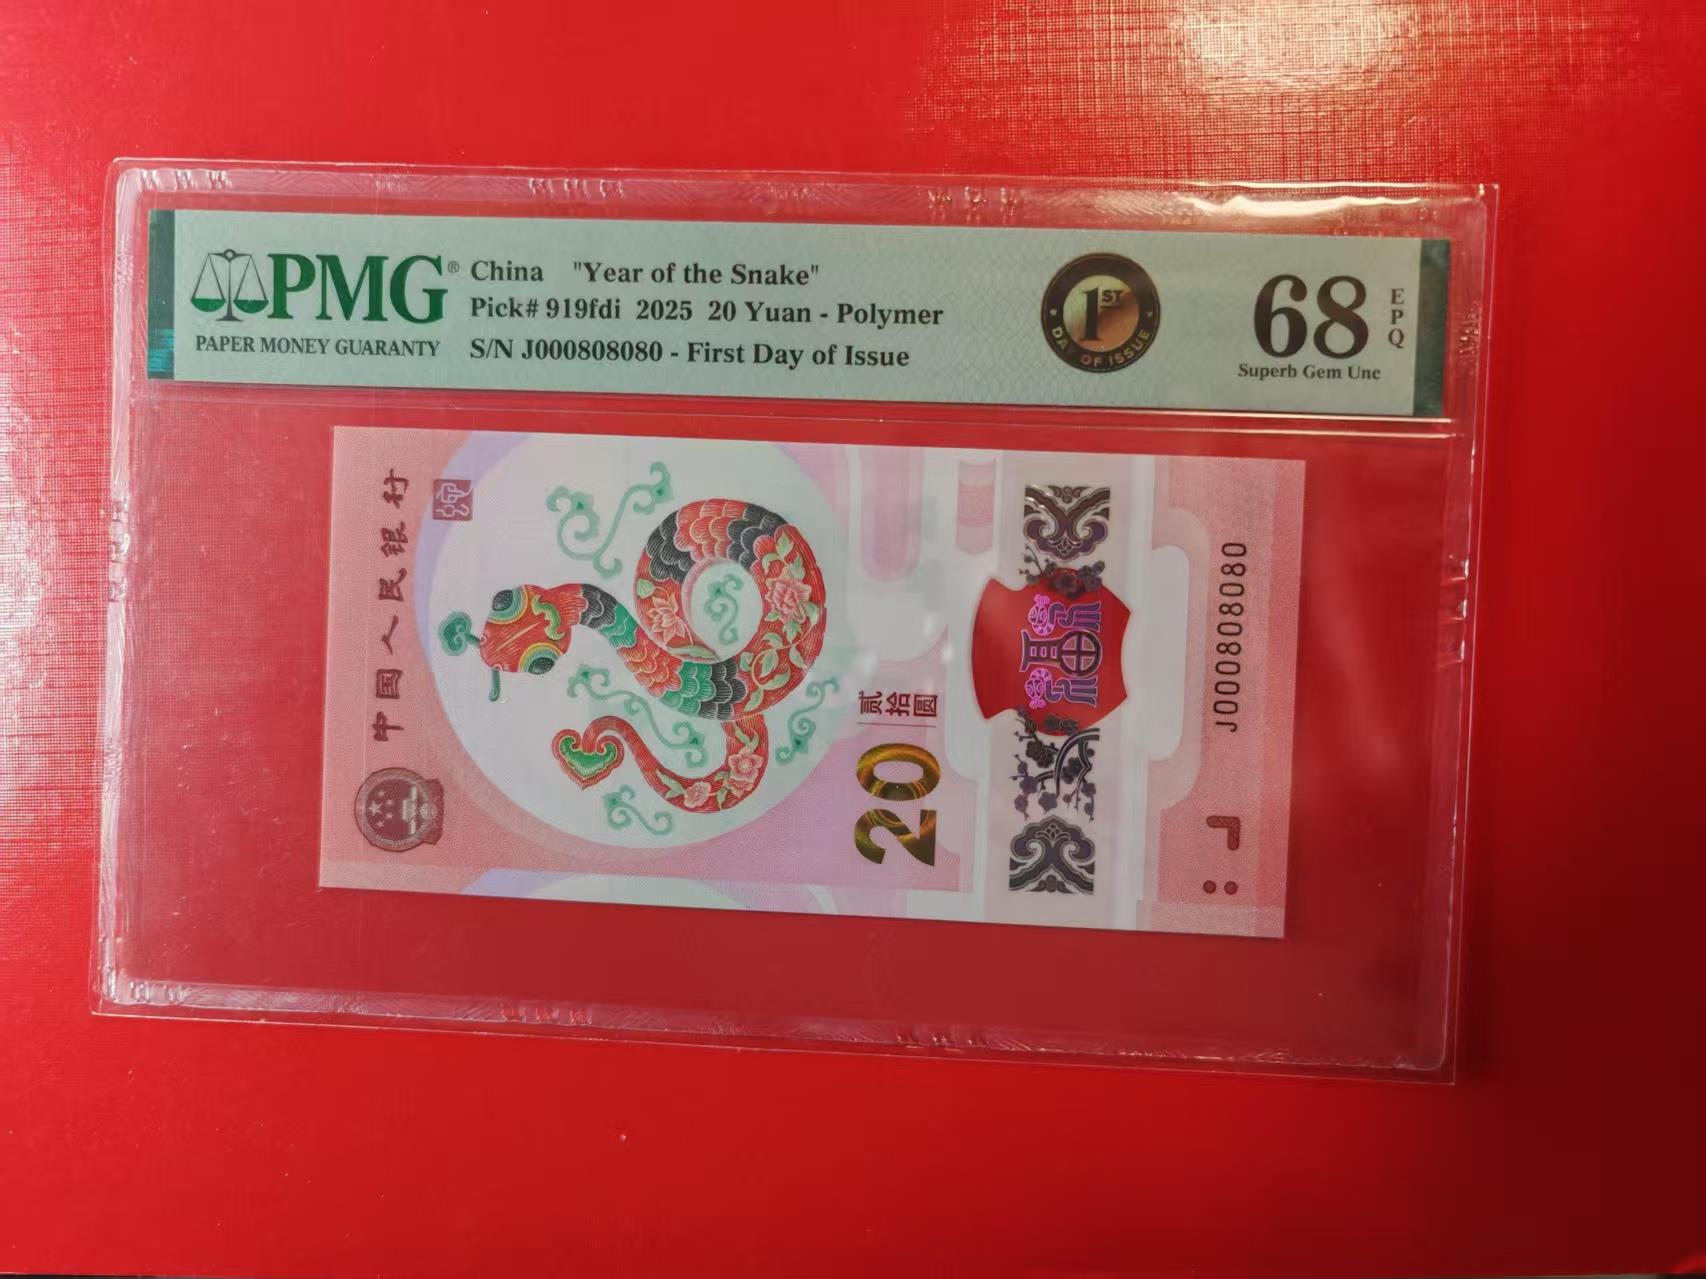 PMG®
PAPER MONEY GUARANTY
China "Year of the Snake"
Pick# 919fdi 2025 20 Yuan - Polymer
S/N J000808080 - First Day of Issue
1ST
DAY OF ISSUE
68
EPQ
Superb Gem Unc
中国人民银行
贰拾圆
20
福
J000808080